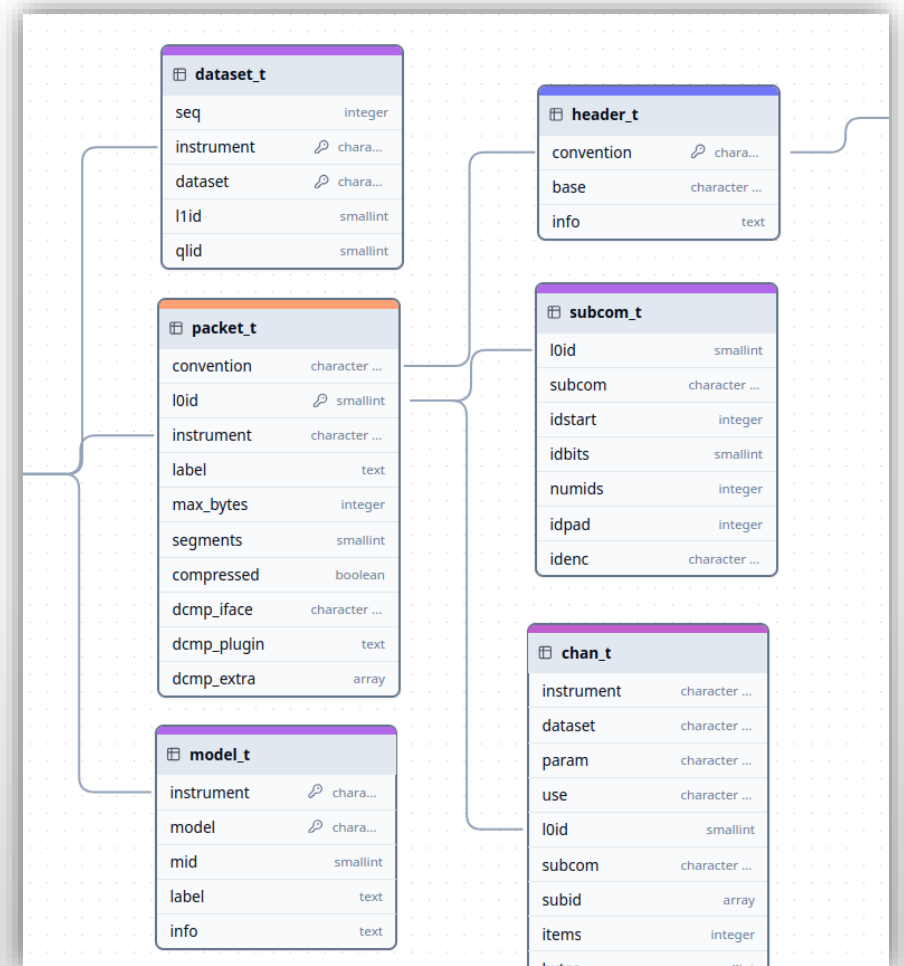 dataset_t
seq integer
instrument chara...
dataset chara...
l1id smallint
qlid smallint
packet_t
convention character ...
l0id smallint
instrument character ...
label text
max_bytes integer
segments smallint
compressed boolean
dcmp_iface character ...
dcmp_plugin text
dcmp_extra array
model_t
instrument chara...
model chara...
mid smallint
label text
info text
header_t
convention chara...
base character ...
info text
subcom_t
l0id smallint
subcom character ...
idstart integer
idbits smallint
numids integer
idpad integer
idenc character ...
chan_t
instrument character ...
dataset character ...
param character ...
use character ...
l0id smallint
subcom character ...
subid array
items integer